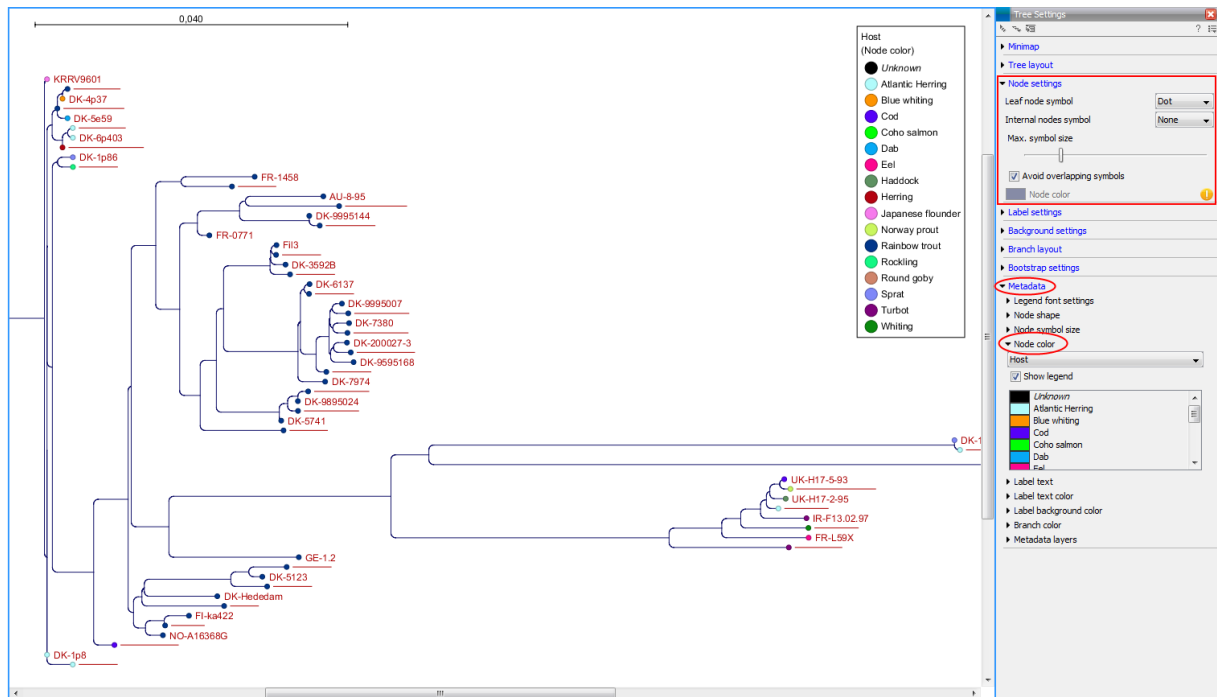 0,040
KRRV9601
DK-4p37
DK-5e59
DK-6p403
DK-1p86
FR-1458
AU-8-95
DK-9995144
FR-0771
Fil3
DK-3592B
DK-6137
DK-9995007
DK-7380
DK-200027-3
DK-9595168
DK-7974
DK-9895024
DK-5741
DK-1
UK-H17-5-93
UK-H17-2-95
IR-F13.02.97
FR-L59X
GE-1.2
DK-5123
DK-Hededam
FI-ka422
NO-A16368G
DK-1p8
Host
(Node color)
Unknown
Atlantic Herring
Blue whiting
Cod
Coho salmon
Dab
Eel
Haddock
Herring
Japanese flounder
Norway prout
Rainbow trout
Rockling
Round goby
Sprat
Turbot
Whiting
Tree Settings
?
Minimap
Tree layout
Node settings
Leaf node symbol Dot
Internal nodes symbol None
Max. symbol size
Avoid overlapping symbols
Node color
Label settings
Background settings
Branch layout
Bootstrap settings
Metadata
Legend font settings
Node shape
Node symbol size
Node color
Host
Show legend
Unknown
Atlantic Herring
Blue whiting
Cod
Coho salmon
Dab
Eel
Label text
Label text color
Label background color
Branch color
Metadata layers